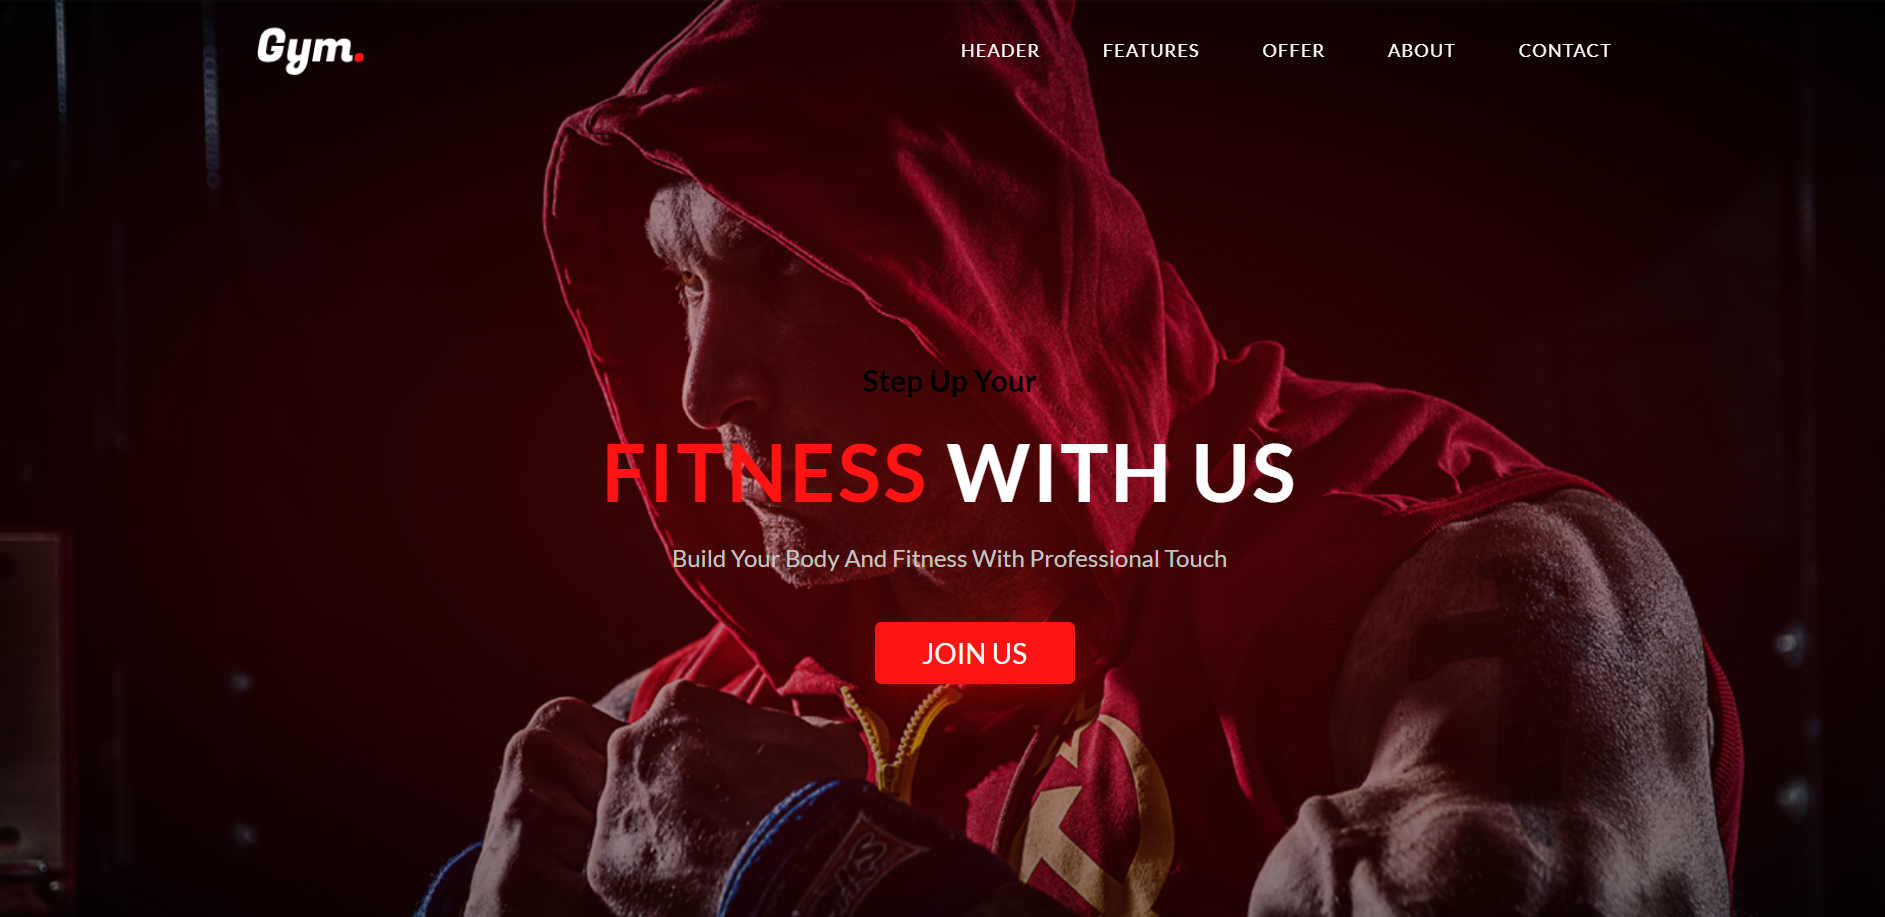 Gym.
HEADER FEATURES OFFER ABOUT CONTACT
Step Up Your
FITNESS WITH US
Build Your Body And Fitness With Professional Touch
JOIN US